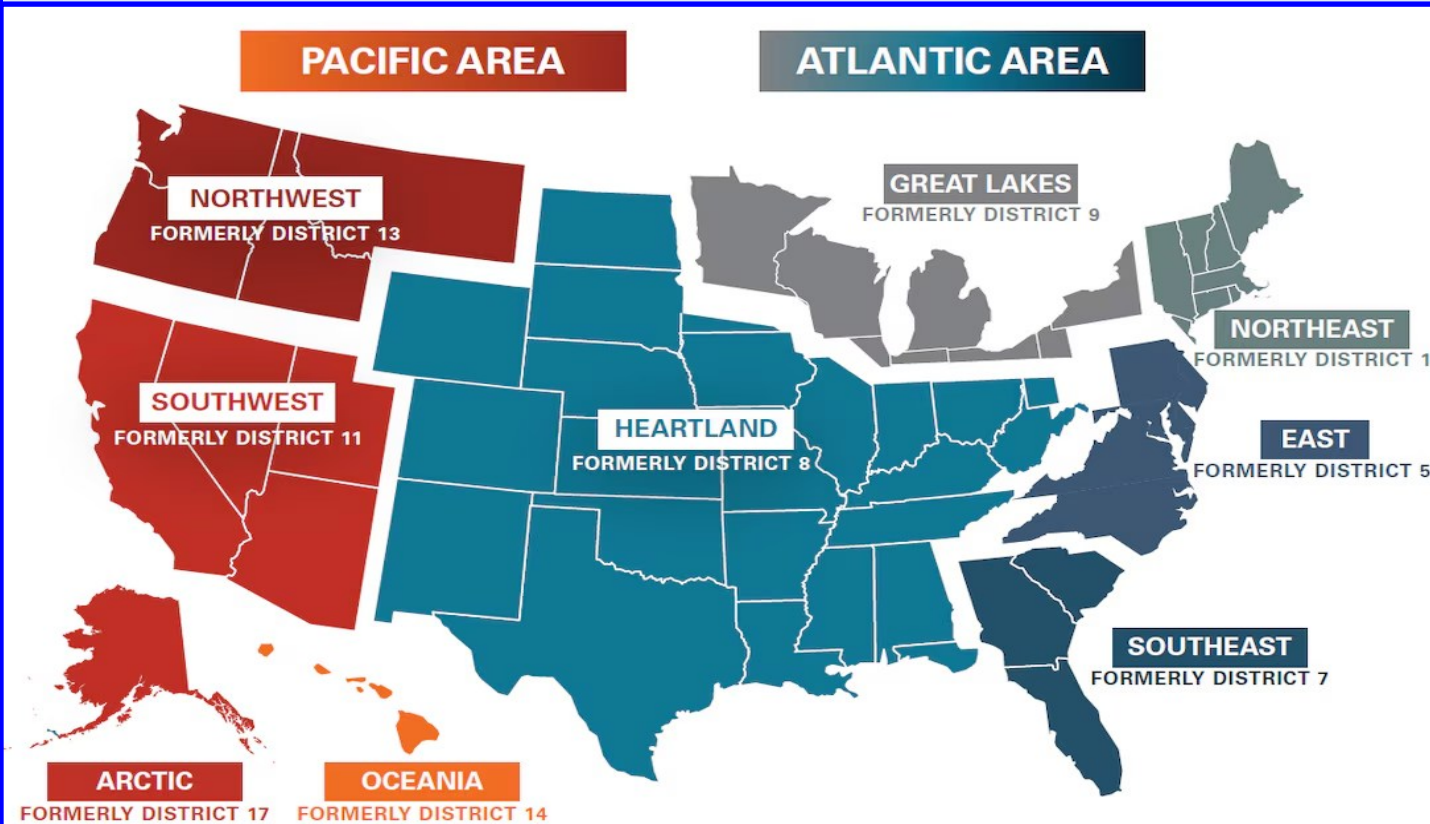 PACIFIC AREA
ATLANTIC AREA
NORTHWEST
FORMERLY DISTRICT 13
GREAT LAKES
FORMERLY DISTRICT 9
NORTHEAST
FORMERLY DISTRICT 1
SOUTHWEST
FORMERLY DISTRICT 11
HEARTLAND
FORMERLY DISTRICT 8
EAST
FORMERLY DISTRICT 5
SOUTHEAST
FORMERLY DISTRICT 7
ARCTIC
FORMERLY DISTRICT 17
OCEANIA
FORMERLY DISTRICT 14